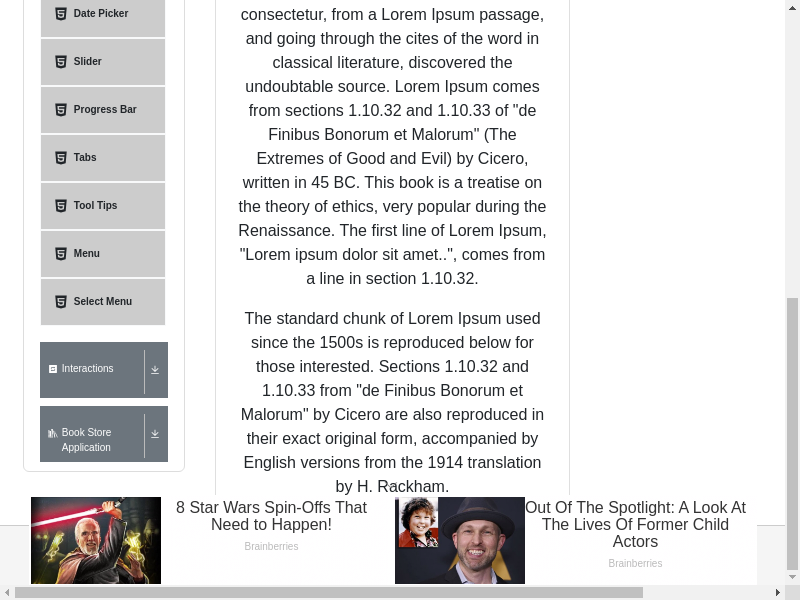 Date Picker
Slider
Progress Bar
Tabs
Tool Tips
Menu
Select Menu
Interactions
Book Store
Application
consectetur, from a Lorem Ipsum passage,
and going through the cites of the word in
classical literature, discovered the
undoubtable source. Lorem Ipsum comes
from sections 1.10.32 and 1.10.33 of "de
Finibus Bonorum et Malorum" (The
Extremes of Good and Evil) by Cicero,
written in 45 BC. This book is a treatise on
the theory of ethics, very popular during the
Renaissance. The first line of Lorem Ipsum,
"Lorem ipsum dolor sit amet..", comes from
a line in section 1.10.32.
The standard chunk of Lorem Ipsum used
since the 1500s is reproduced below for
those interested. Sections 1.10.32 and
1.10.33 from "de Finibus Bonorum et
Malorum" by Cicero are also reproduced in
their exact original form, accompanied by
English versions from the 1914 translation
by H. Rackham.
8 Star Wars Spin-Offs That
Need to Happen!
Brainberries
Out Of The Spotlight: A Look At
The Lives Of Former Child
Actors
Brainberries